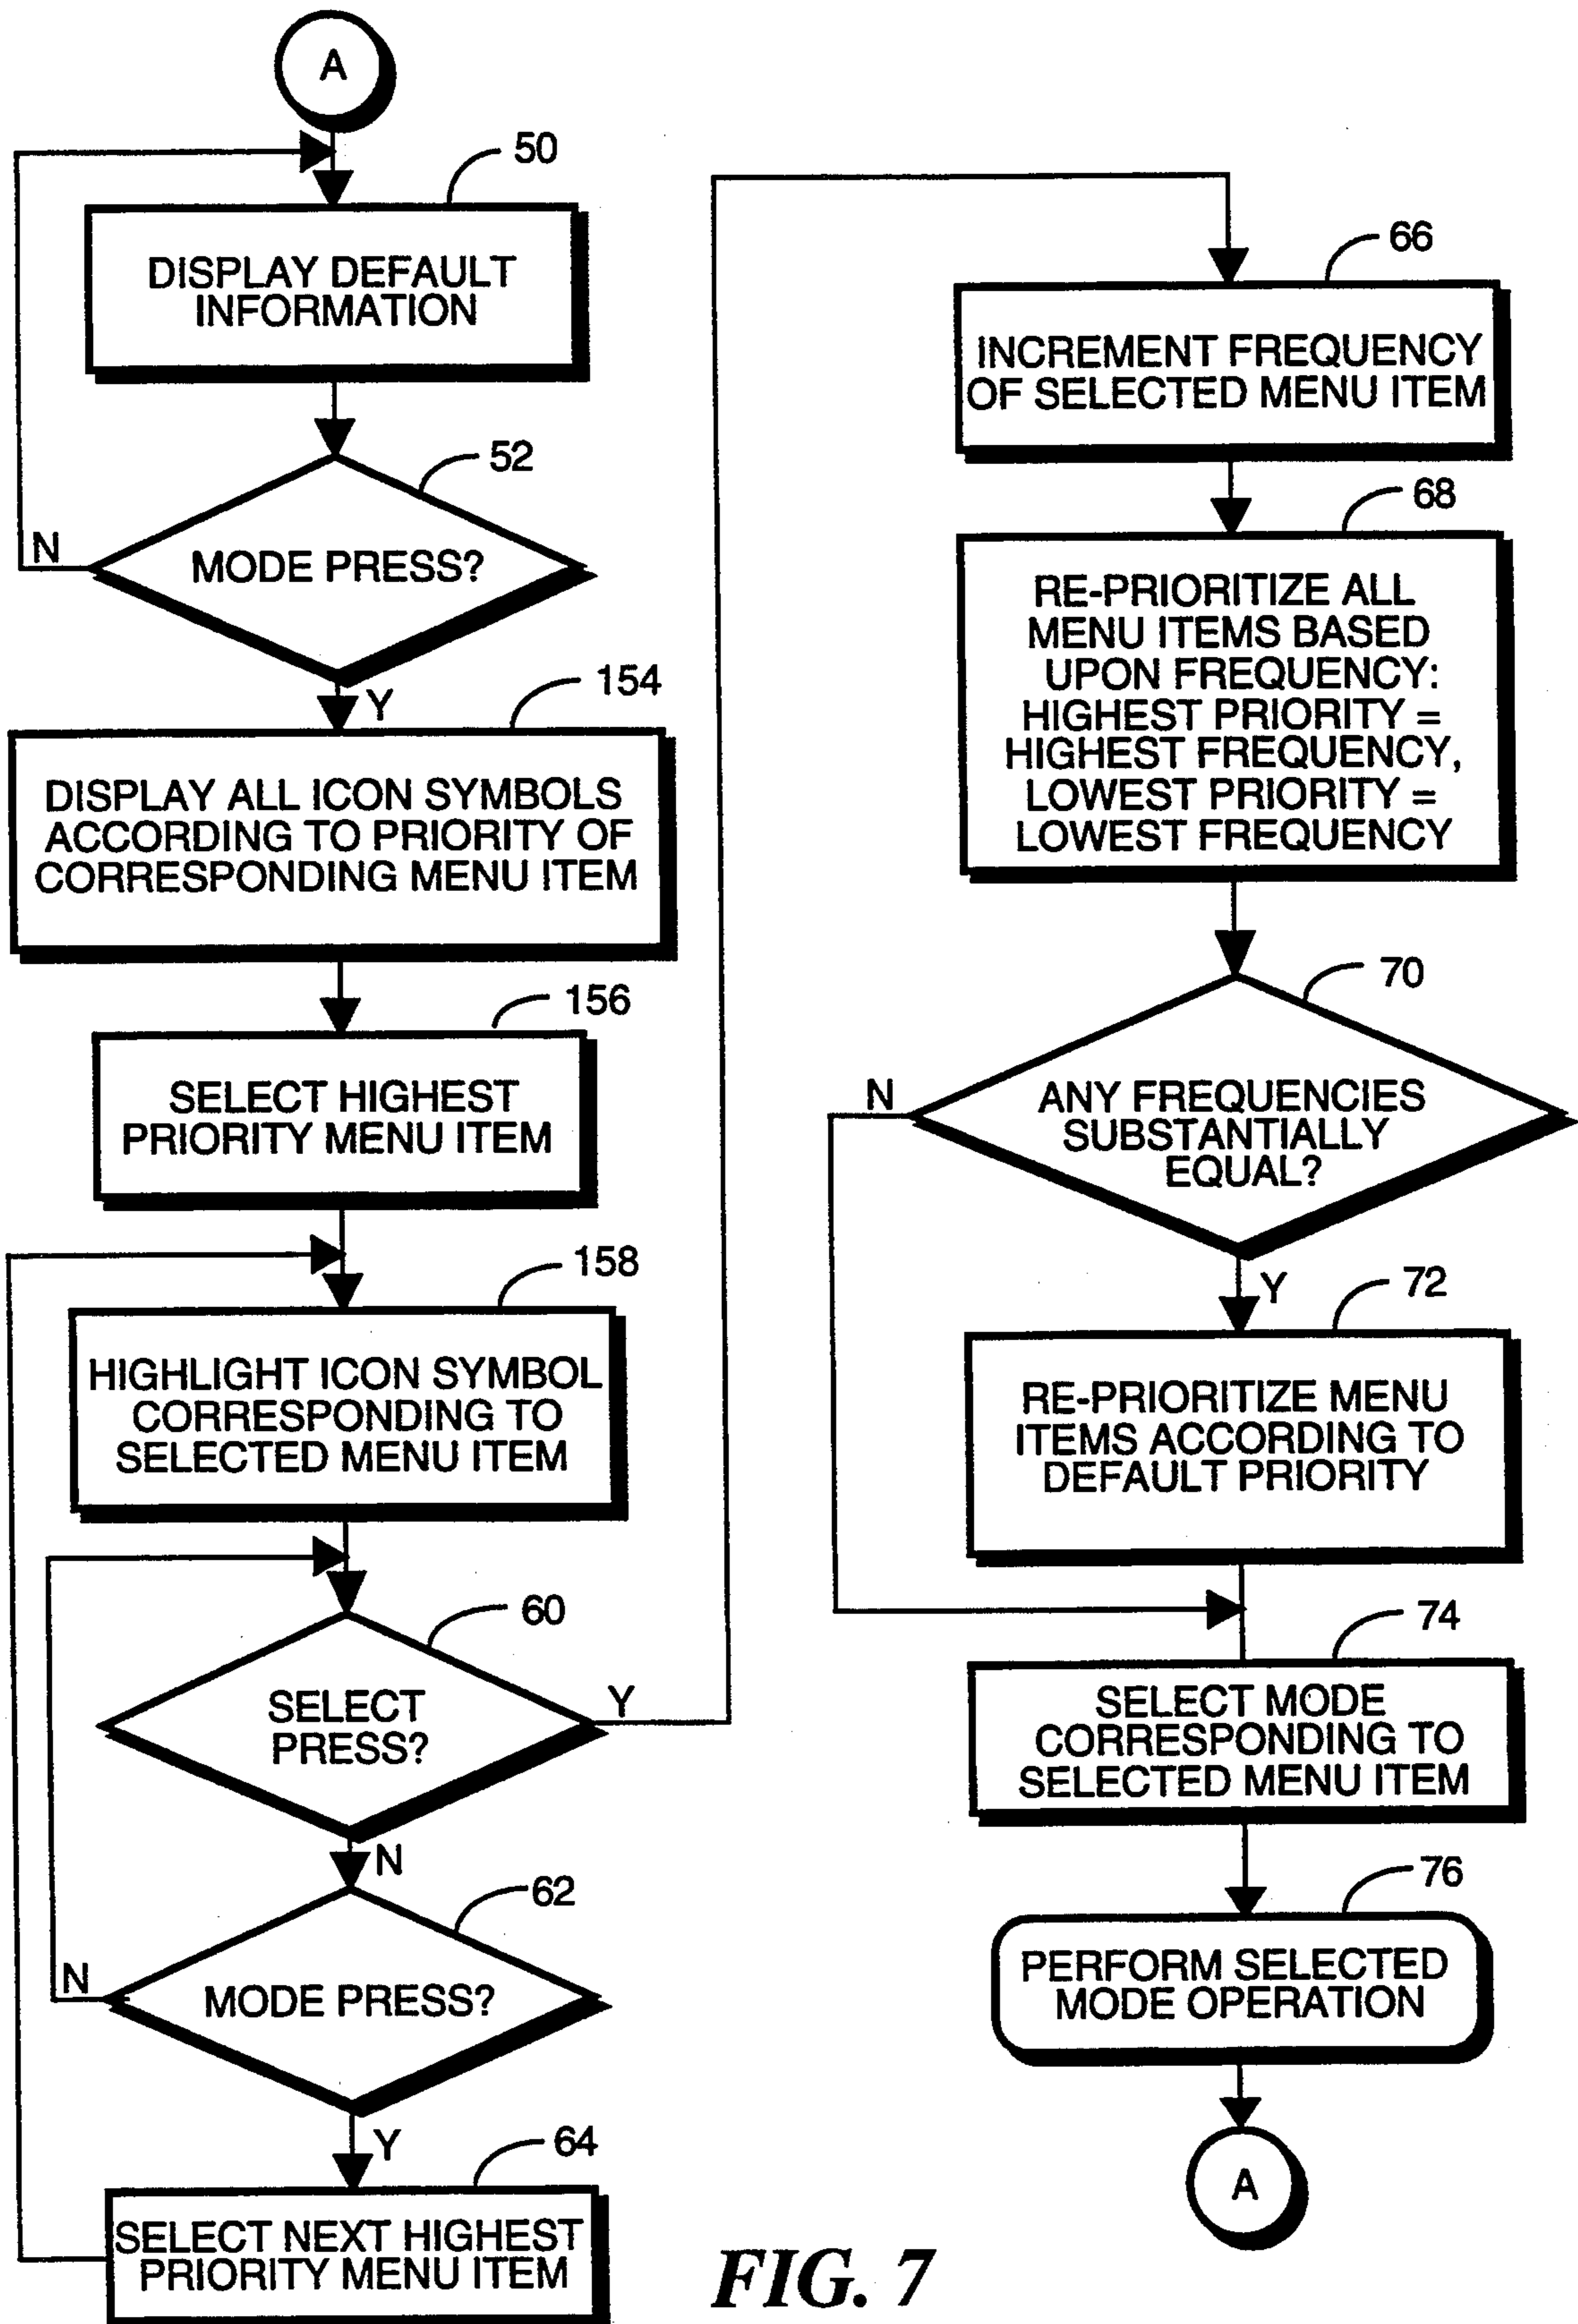 A
50
DISPLAY DEFAULT
INFORMATION
52
MODE PRESS?
N
Y
154
DISPLAY ALL ICON SYMBOLS
ACCORDING TO PRIORITY OF
CORRESPONDING MENU ITEM
156
SELECT HIGHEST
PRIORITY MENU ITEM
158
HIGHLIGHT ICON SYMBOL
CORRESPONDING TO
SELECTED MENU ITEM
60
SELECT
PRESS?
Y
N
62
MODE PRESS?
N
Y
64
SELECT NEXT HIGHEST
PRIORITY MENU ITEM
66
INCREMENT FREQUENCY
OF SELECTED MENU ITEM
68
RE-PRIORITIZE ALL
MENU ITEMS BASED
UPON FREQUENCY:
HIGHEST PRIORITY =
HIGHEST FREQUENCY,
LOWEST PRIORITY =
LOWEST FREQUENCY
70
ANY FREQUENCIES
SUBSTANTIALLY
EQUAL?
N
Y
72
RE-PRIORITIZE MENU
ITEMS ACCORDING TO
DEFAULT PRIORITY
74
SELECT MODE
CORRESPONDING TO
SELECTED MENU ITEM
76
PERFORM SELECTED
MODE OPERATION
A
FIG. 7